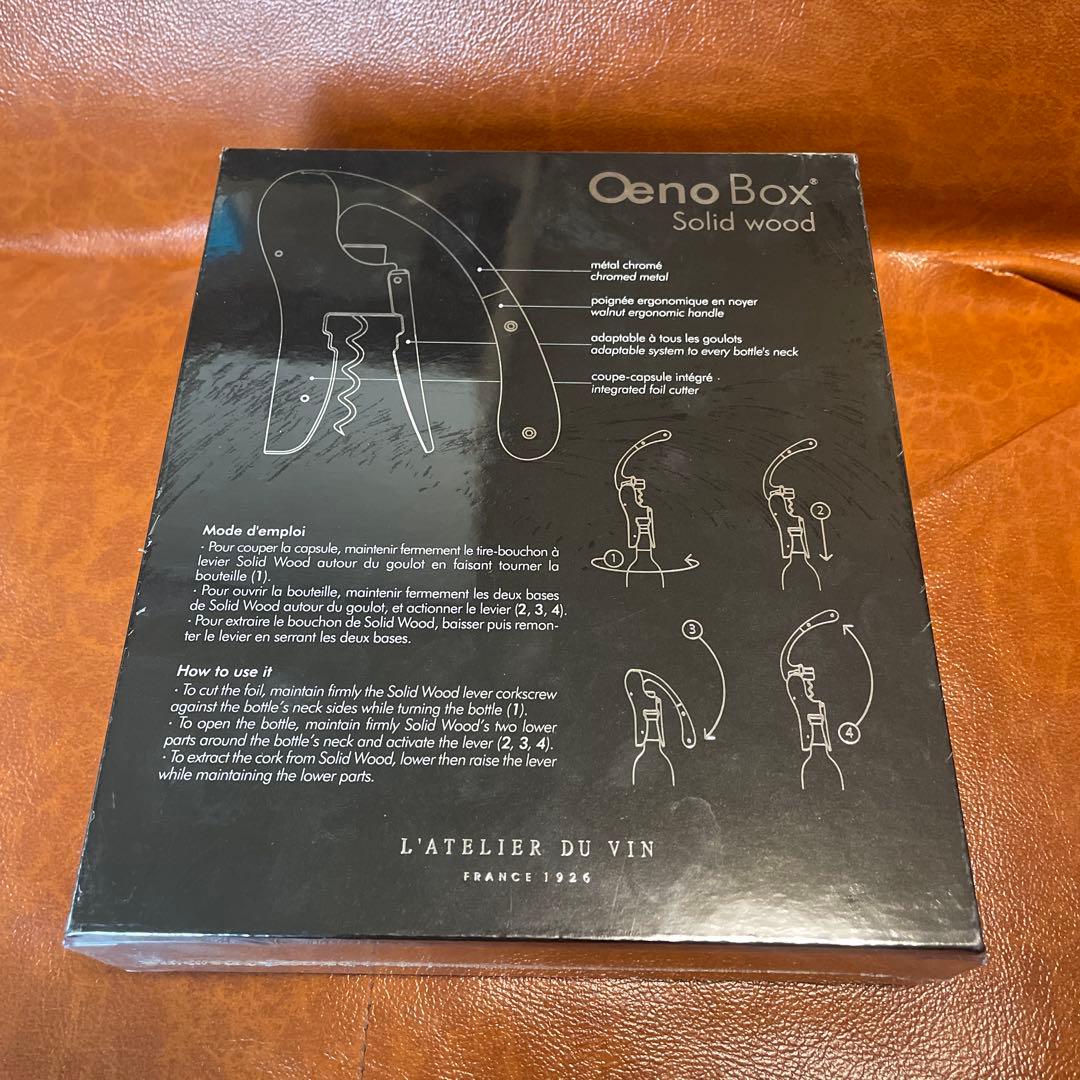 Oeno Box®
Solid wood
métal chromé
chromed metal
poignée ergonomique en noyer
walnut ergonomic handle
adaptable à tous les goulots
adaptable system to every bottle's neck
coupe-capsule intégré
integrated foil cutter
1
2
Mode d'emploi
· Pour couper la capsule, maintenir fermement le tire-bouchon à
levier Solid Wood autour du goulot en faisant tourner la
bouteille (1).
· Pour ouvrir la bouteille, maintenir fermement les deux bases
de Solid Wood autour du goulot, et actionner le levier (2, 3, 4).
· Pour extraire le bouchon de Solid Wood, baisser puis remon-
ter le levier en serrant les deux bases.
3
4
How to use it
· To cut the foil, maintain firmly the Solid Wood lever corkscrew
against the bottle's neck sides while turning the bottle (1).
· To open the bottle, maintain firmly Solid Wood's two lower
parts around the bottle's neck and activate the lever (2, 3, 4).
· To extract the cork from Solid Wood, lower then raise the lever
while maintaining the lower parts.
L'ATELIER DU VIN
FRANCE 1926